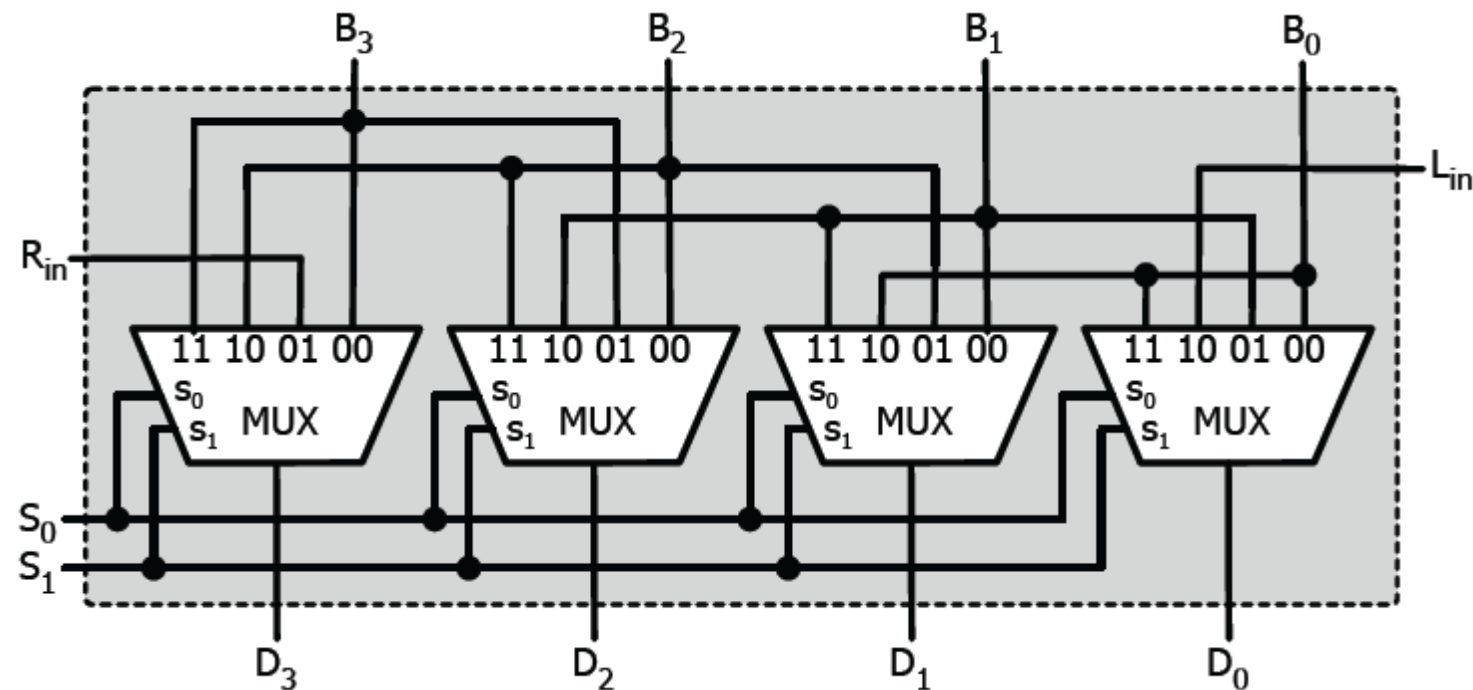 B3 B2 B1 B0
Lin
Rin
11 10 01 00 11 10 01 00 11 10 01 00 11 10 01 00
s0 s0 s0 s0
MUX MUX MUX MUX
s1 s1 s1 s1
S0
S1
D3 D2 D1 D0